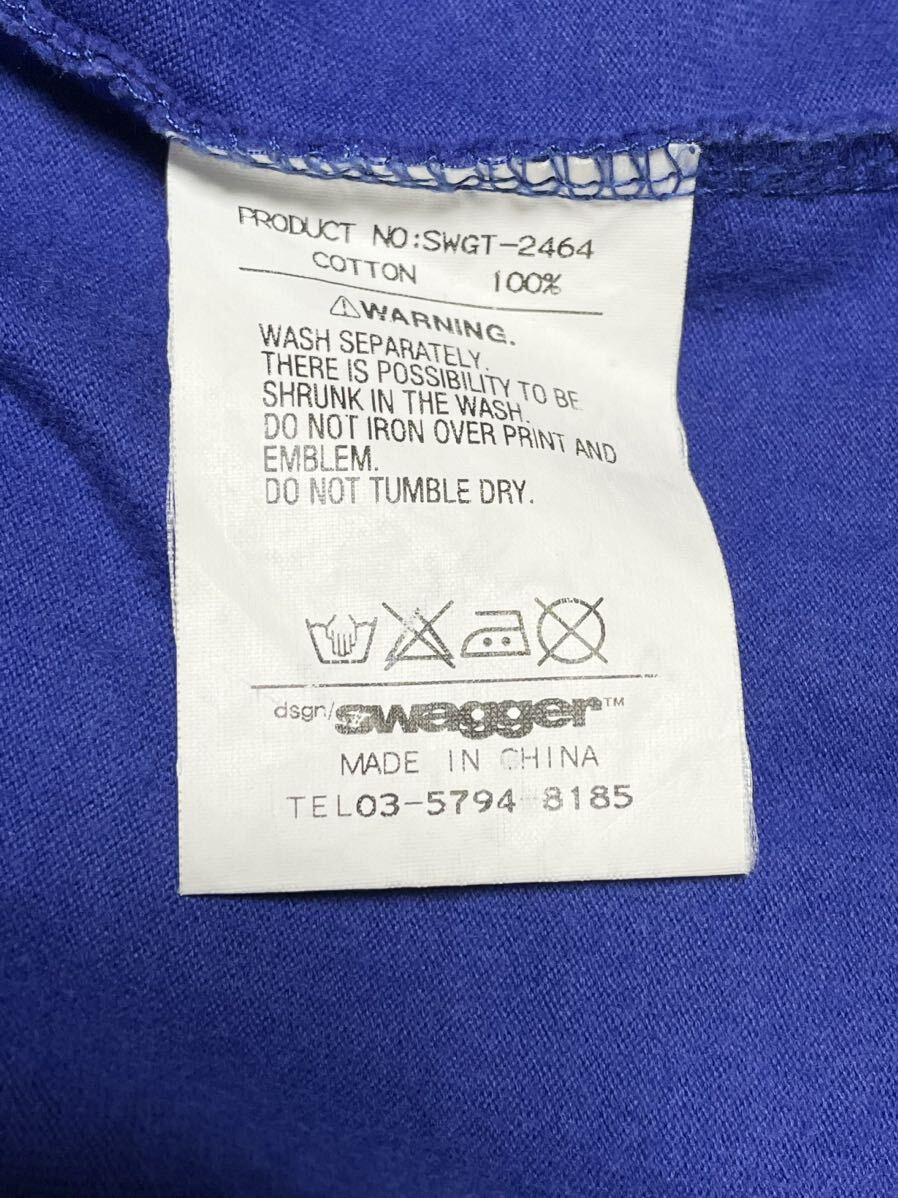 PRODUCT NO:SWGT-2464
COTTON 100%
WARNING.
WASH SEPARATELY.
THERE IS POSSIBILITY TO BE
SHRUNK IN THE WASH.
DO NOT IRON OVER PRINT AND
EMBLEM.
DO NOT TUMBLE DRY.
dsgn/swagger™
MADE IN CHINA
TEL03-5794-8185